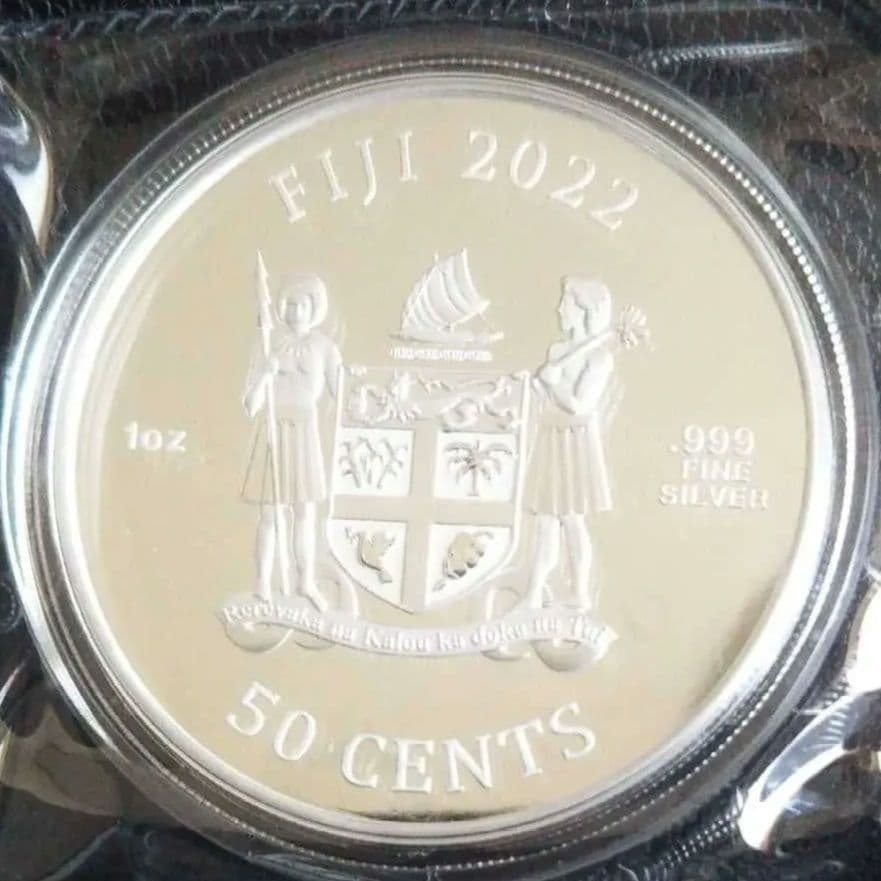 FIJI 2022
1oz
.999
FINE
SILVER
Rerevaka na Kalou ka doka na Tui
50 CENTS